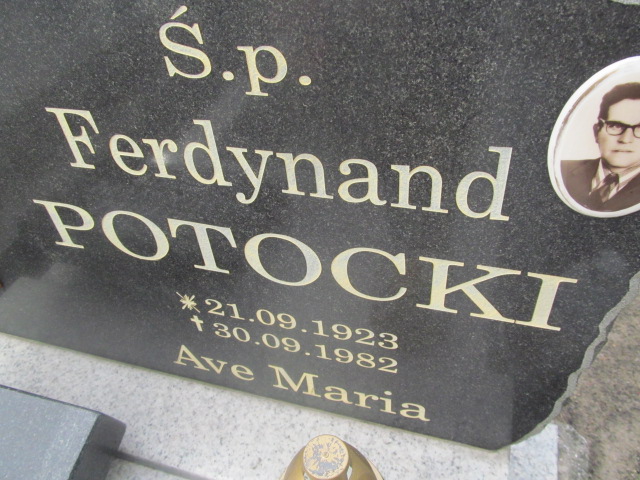 Ś.p.
Ferdynand
POTOCKI
* 21.09.1923
✝ 30.09.1982
Ave Maria